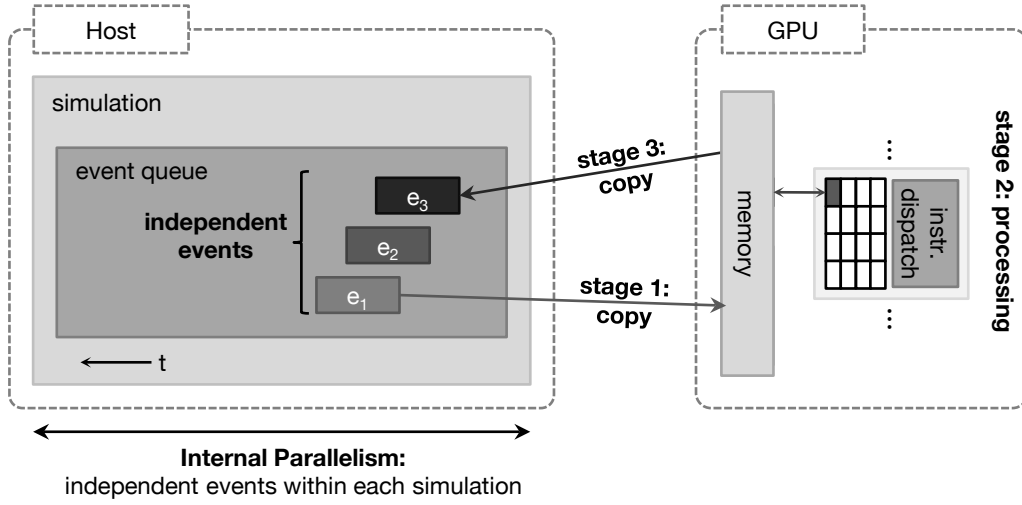 Host
GPU
simulation
event queue
independent
events
e3
e2
e1
t
stage 3:
copy
stage 1:
copy
memory
...
instr.
dispatch
...
stage 2: processing
Internal Parallelism:
independent events within each simulation